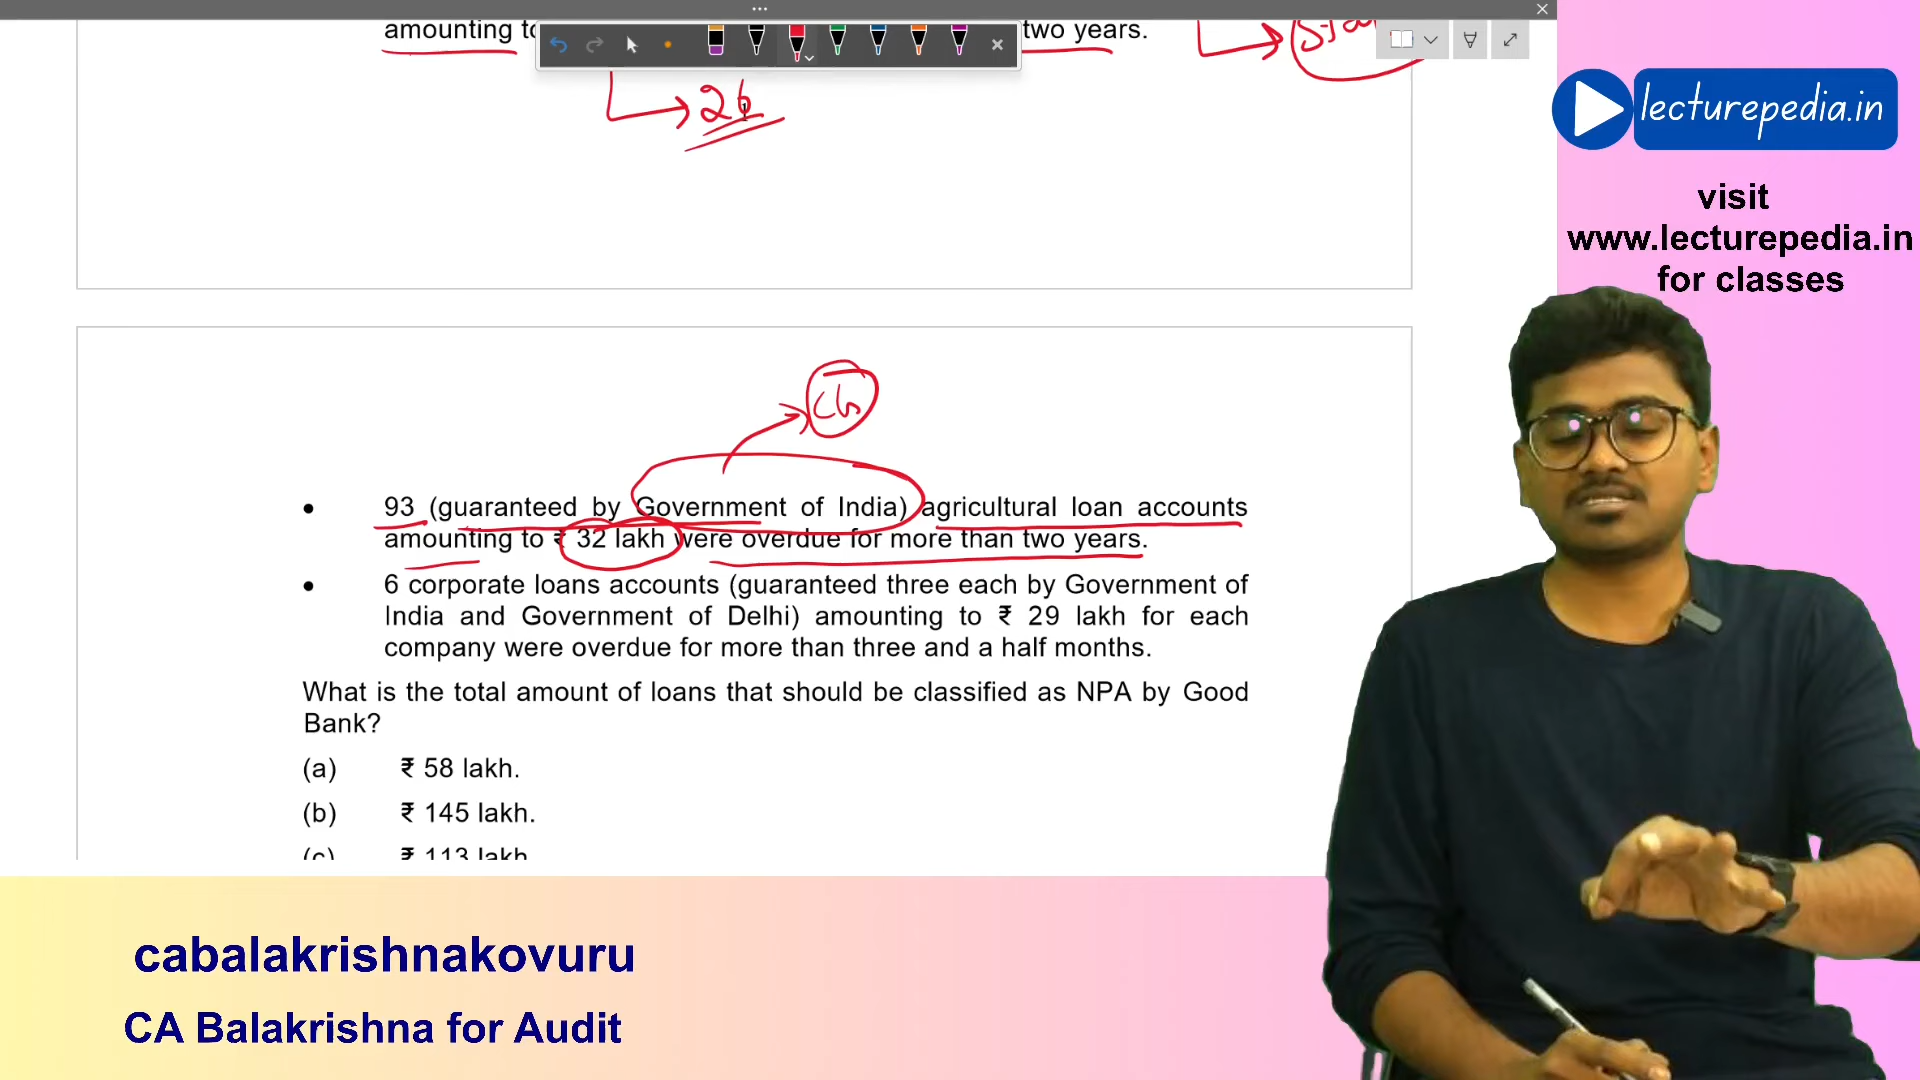 amounting to two years.
26
lecturepedia.in
visit
www.lecturepedia.in
for classes
CG
• 93 (guaranteed by Government of India) agricultural loan accounts
amounting to ₹ 32 lakh were overdue for more than two years.
• 6 corporate loans accounts (guaranteed three each by Government of
India and Government of Delhi) amounting to ₹ 29 lakh for each
company were overdue for more than three and a half months.
What is the total amount of loans that should be classified as NPA by Good
Bank?
(a) ₹ 58 lakh.
(b) ₹ 145 lakh.
(c) ₹ 113 lakh
cabalakrishnakovuru
CA Balakrishna for Audit